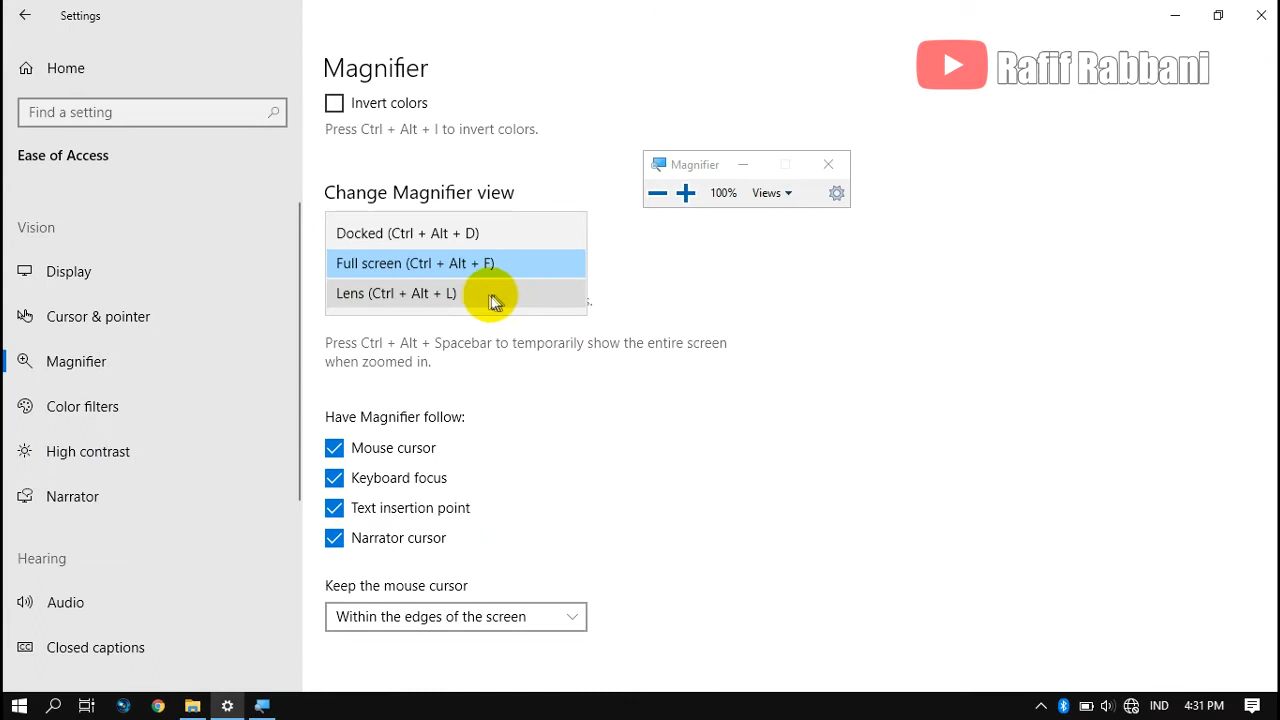 Settings
Home
Find a setting
Ease of Access
Vision
Display
Cursor & pointer
Magnifier
Color filters
High contrast
Narrator
Hearing
Audio
Closed captions
Magnifier
Invert colors
Press Ctrl + Alt + I to invert colors.
Change Magnifier view
Docked (Ctrl + Alt + D)
Full screen (Ctrl + Alt + F)
Lens (Ctrl + Alt + L)
s.
Press Ctrl + Alt + Spacebar to temporarily show the entire screen
when zoomed in.
Have Magnifier follow:
Mouse cursor
Keyboard focus
Text insertion point
Narrator cursor
Keep the mouse cursor
Within the edges of the screen
Rafif Rabbani
Magnifier
100% Views
IND 4:31 PM